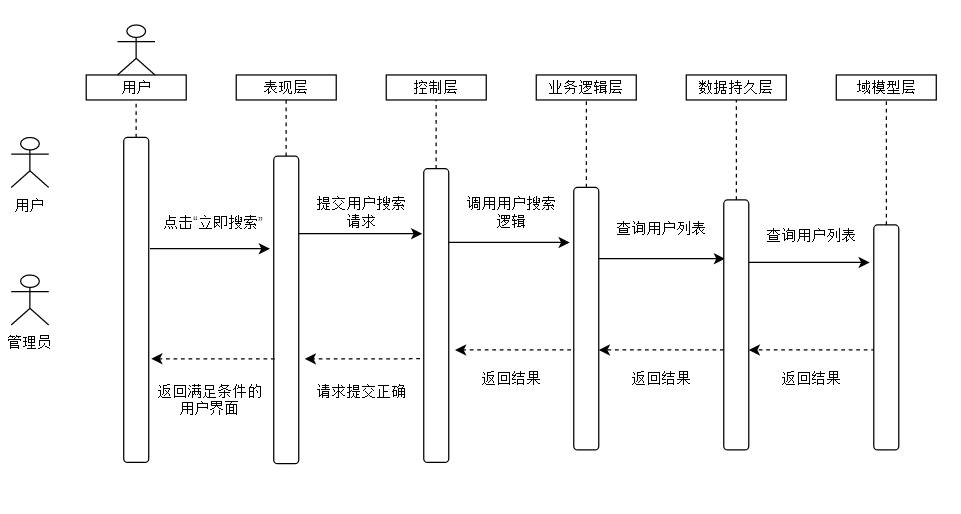 用户
表现层
控制层
业务逻辑层
数据持久层
域模型层
用户
点击“立即搜索”
提交用户搜索
请求
调用用户搜索
逻辑
查询用户列表
查询用户列表
管理员
返回满足条件的
用户界面
请求提交正确
返回结果
返回结果
返回结果